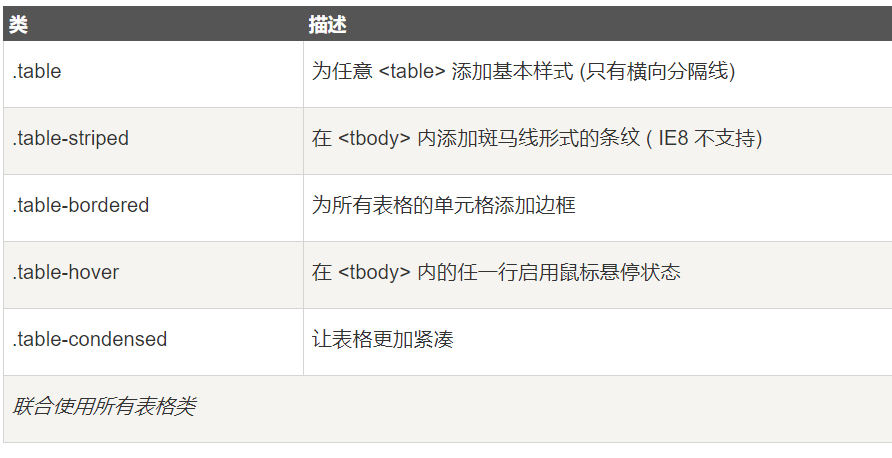 类 描述
.table 为任意 <table> 添加基本样式 (只有横向分隔线)
.table-striped 在 <tbody> 内添加斑马线形式的条纹 ( IE8 不支持)
.table-bordered 为所有表格的单元格添加边框
.table-hover 在 <tbody> 内的任一行启用鼠标悬停状态
.table-condensed 让表格更加紧凑
联合使用所有表格类